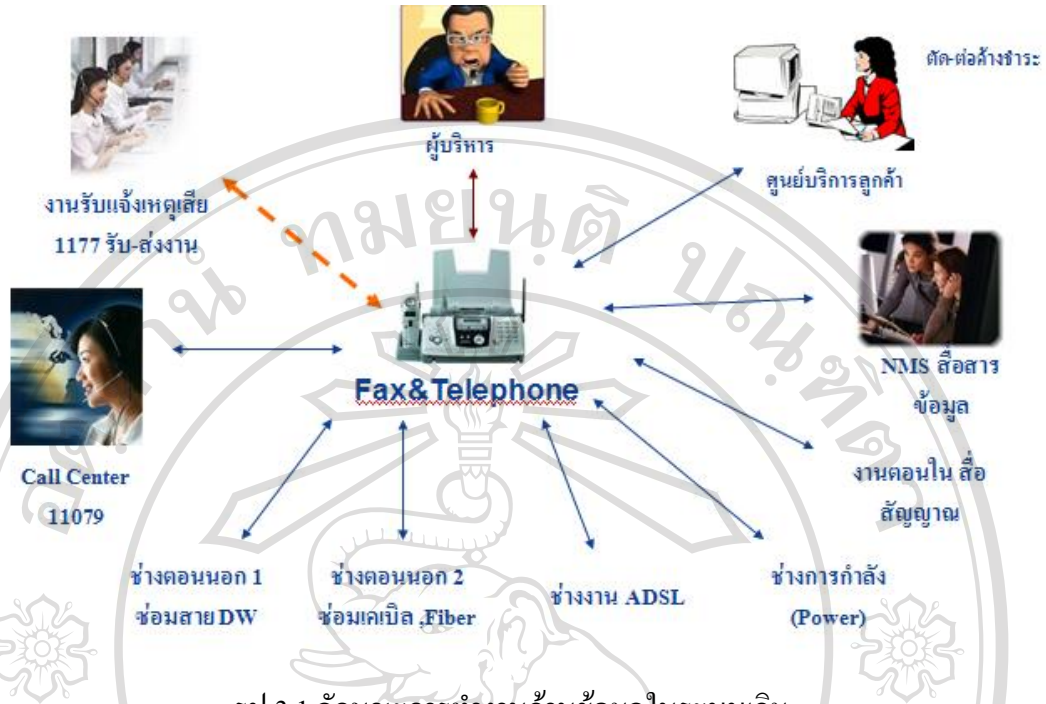 ผู้บริหาร
ตัด-ต่อค้างชำระ
ศูนย์บริการลูกค้า
งานรับแจ้งเหตุเสีย
1177 รับ-ส่งงาน
NMS สื่อสาร
ข้อมูล
Fax&Telephone
Call Center
11079
งานตอนใน สื่อ
สัญญาณ
ช่างตอนนอก 1
ซ่อมสาย DW
ช่างตอนนอก 2
ซ่อมเคเบิล ,Fiber
ช่างงาน ADSL
ช่างการกำลัง
(Power)